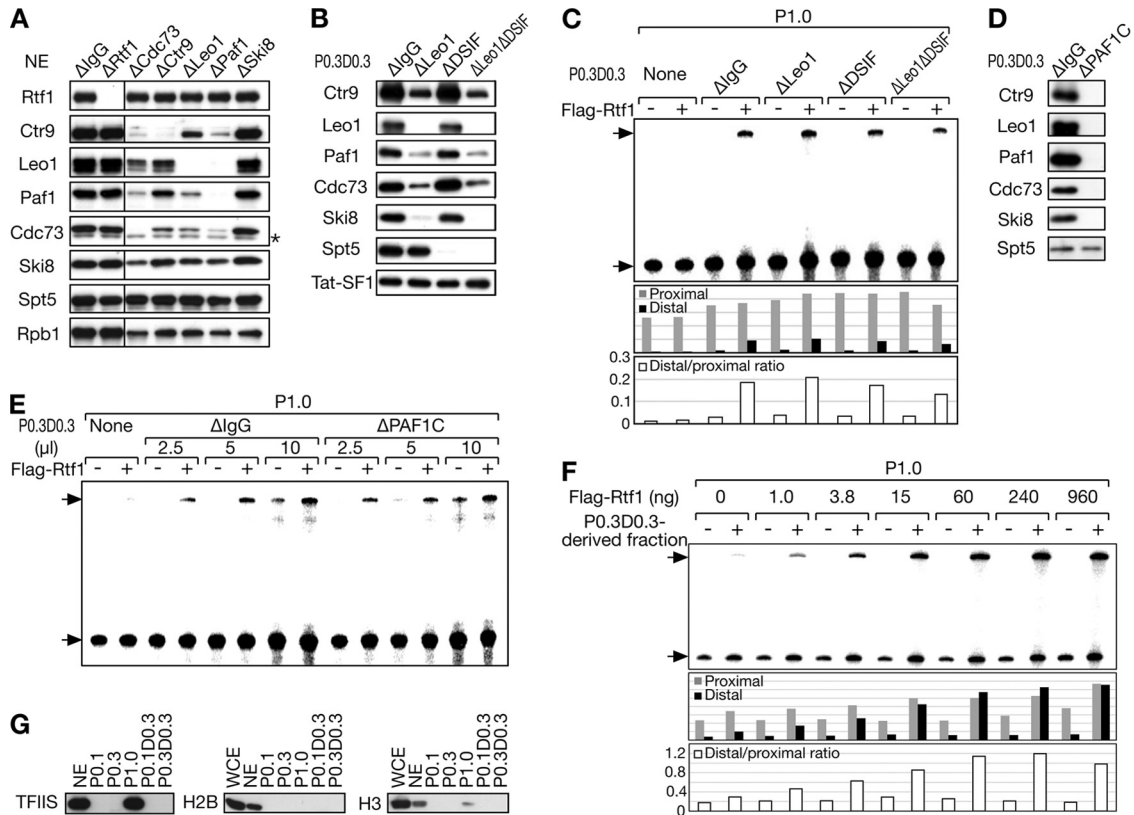 A
NE
ΔIgG ΔRtf1 ΔCdc73 ΔCtr9 ΔLeo1 ΔPaf1 ΔSki8
Rtf1
Ctr9
Leo1
Paf1
Cdc73
*
Ski8
Spt5
Rpb1
B
P0.3D0.3
ΔIgG ΔLeo1 ΔDSIF ΔLeo1ΔDSIF
Ctr9
Leo1
Paf1
Cdc73
Ski8
Spt5
Tat-SF1
C
P1.0
P0.3D0.3 None ΔIgG ΔLeo1 ΔDSIF ΔLeo1ΔDSIF
Flag-Rtf1 - + - + - + - + - +
Proximal
Distal
0.3
Distal/proximal ratio
0.2
0.1
0
D
P0.3D0.3
ΔIgG ΔPAF1C
Ctr9
Leo1
Paf1
Cdc73
Ski8
Spt5
E
P1.0
P0.3D0.3 None ΔIgG ΔPAF1C
(µl) 2.5 5 10 2.5 5 10
Flag-Rtf1 - + - + - + - + - + - + - +
F
P1.0
Flag-Rtf1 (ng) 0 1.0 3.8 15 60 240 960
P0.3D0.3-
derived fraction - + - + - + - + - + - + - +
Proximal
Distal
1.2
Distal/proximal ratio
0.8
0.4
0
G
NE P0.1 P0.3 P1.0 P0.1D0.3 P0.3D0.3
TFIIS
WCE NE P0.1 P0.3 P1.0 P0.1D0.3 P0.3D0.3
H2B
WCE NE P0.1 P0.3 P1.0 P0.1D0.3 P0.3D0.3
H3